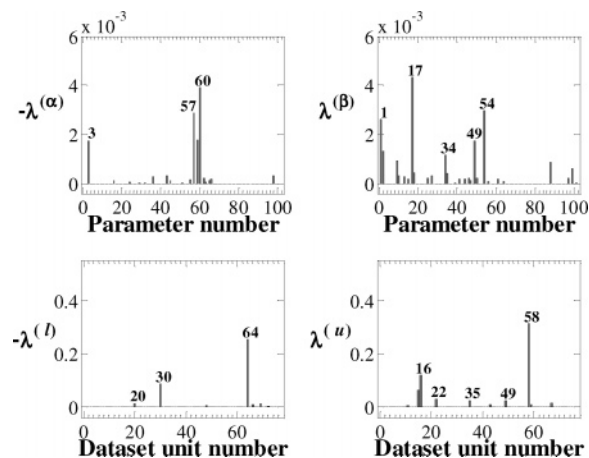 x 10⁻³
6
4
2
0
-λ(α)
3
57
60
0 20 40 60 80 100
Parameter number
x 10⁻³
6
4
2
0
λ(β)
1
17
34
49
54
0 20 40 60 80 100
Parameter number
0.4
0.2
0
-λ(l)
20
30
64
0 20 40 60
Dataset unit number
0.4
0.2
0
λ(u)
16
22
35
49
58
0 20 40 60
Dataset unit number